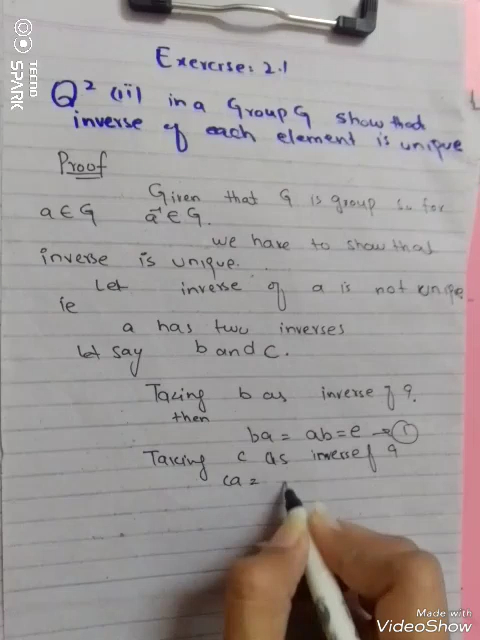 Exercise: 2.1
Q 2 (ii) in a Group G show that
inverse of each element is unique
Proof
Given that G is group so for
a ∈ G a⁻¹ ∈ G.
we have to show that
inverse is unique.
Let inverse of a is not unique
ie
a has two inverses
let say b and c.
Tacing b as inverse of a.
then
ba = ab = e → ①
Taking c as inverse of a
ca =
TECNO
SPARK
Made with
VideoShow